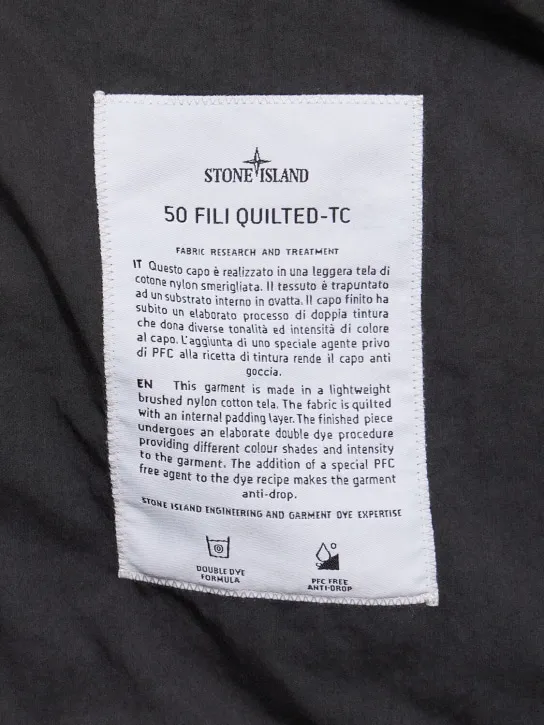 STONE ISLAND
50 FILI QUILTED-TC
FABRIC RESEARCH AND TREATMENT
IT Questo capo è realizzato in una leggera tela di
cotone nylon smerigliata. Il tessuto è trapuntato
ad un substrato interno in ovatta. Il capo finito ha
subito un elaborato processo di doppia tintura
che dona diverse tonalità ed intensità di colore
al capo. L'aggiunta di uno speciale agente privo
di PFC alla ricetta di tintura rende il capo anti
goccia.
EN This garment is made in a lightweight
brushed nylon cotton tela. The fabric is quilted
with an internal padding layer. The finished piece
undergoes an elaborate double dye procedure
providing different colour shades and intensity
to the garment. The addition of a special PFC
free agent to the dye recipe makes the garment
anti-drop.
STONE ISLAND ENGINEERING AND GARMENT DYE EXPERTISE
DOUBLE DYE
FORMULA
PFC FREE
ANTI-DROP